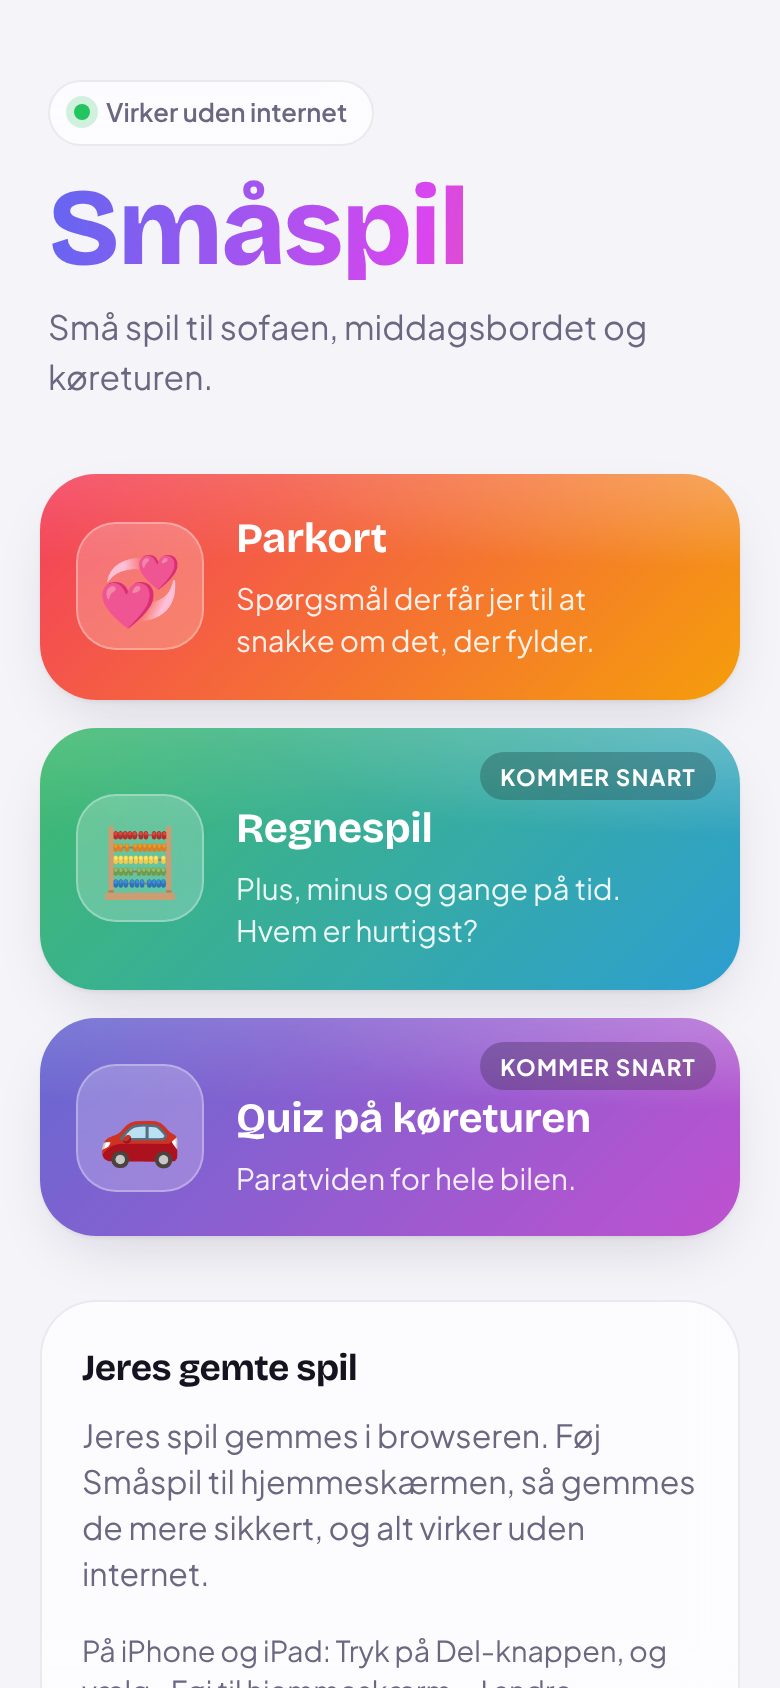 Virker uden internet
Småspil
Små spil til sofaen, middagsbordet og
køreturen.
Parkort
Spørgsmål der får jer til at
snakke om det, der fylder.
KOMMER SNART
Regnespil
Plus, minus og gange på tid.
Hvem er hurtigst?
KOMMER SNART
Quiz på køreturen
Paratviden for hele bilen.
Jeres gemte spil
Jeres spil gemmes i browseren. Føj
Småspil til hjemmeskærmen, så gemmes
de mere sikkert, og alt virker uden
internet.
På iPhone og iPad: Tryk på Del-knappen, og